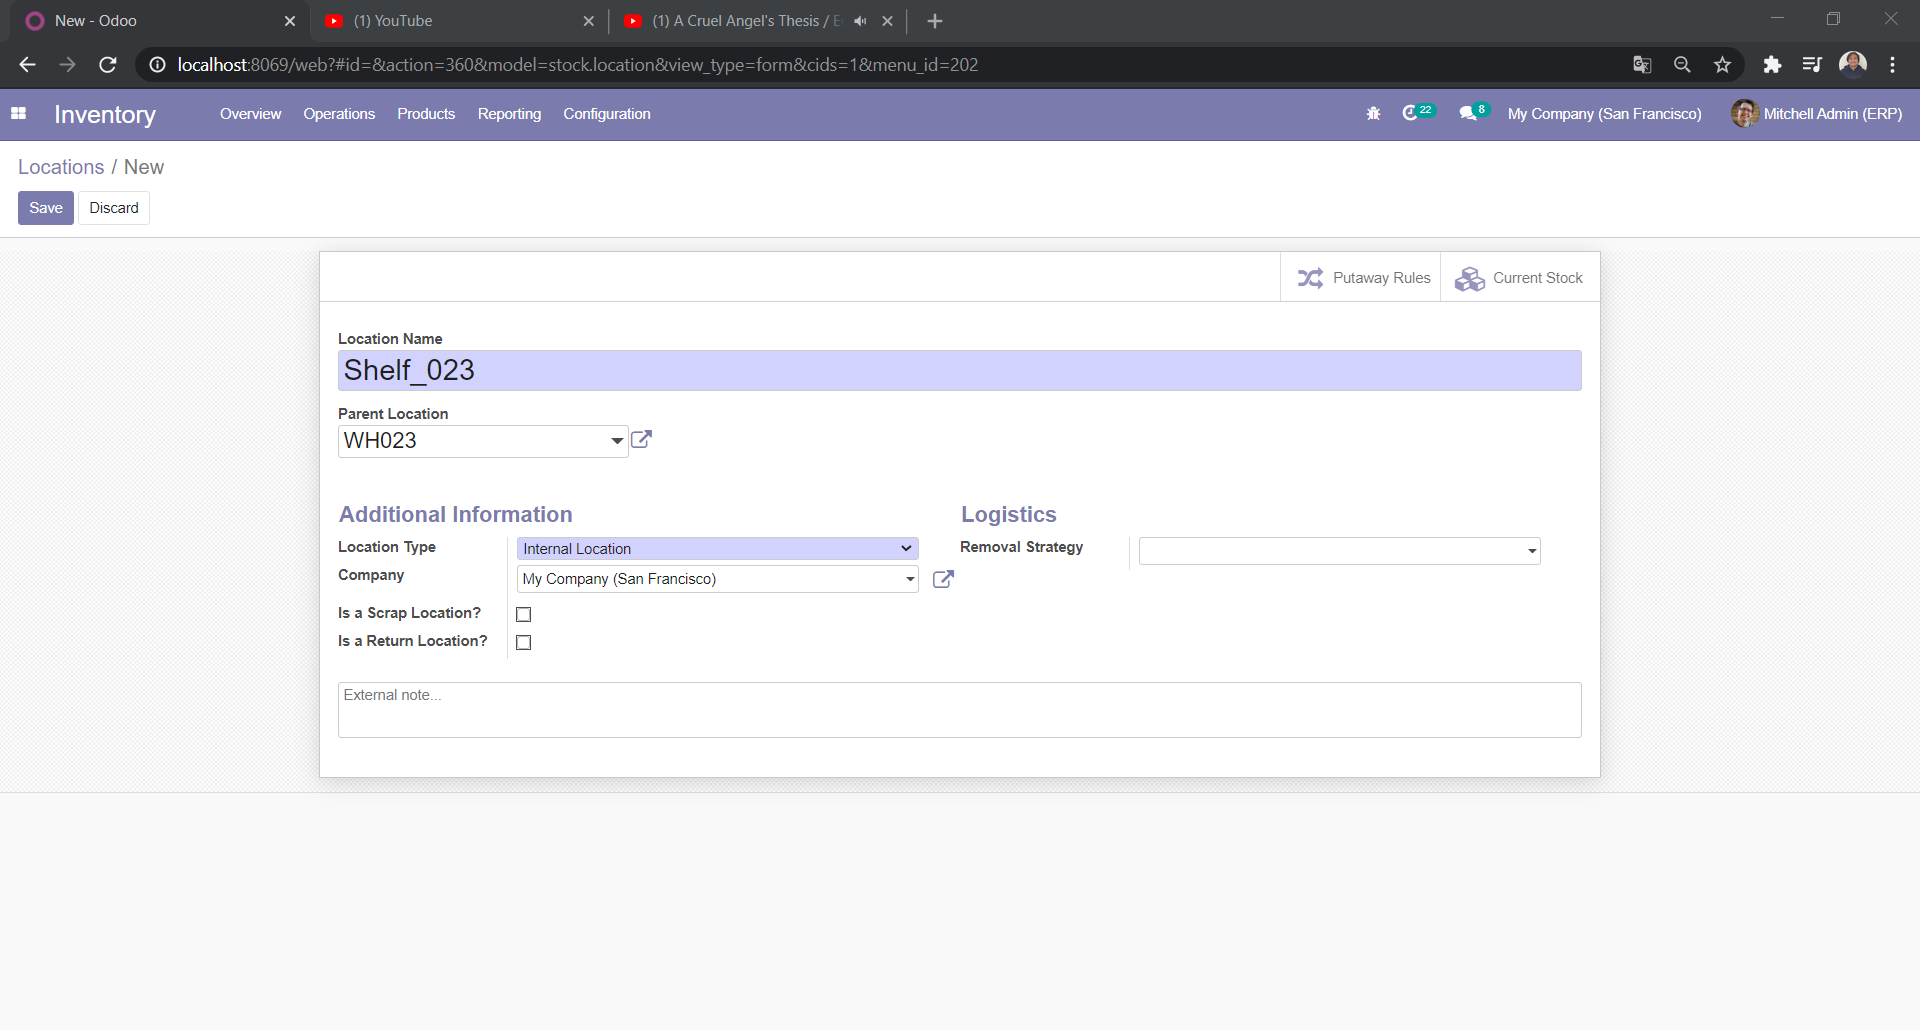 New - Odoo
(1) YouTube
(1) A Cruel Angel's Thesis /
localhost:8069/web?#id=&action=360&model=stock.location&view_type=form&cids=1&menu_id=202
Inventory Overview Operations Products Reporting Configuration 22 8 My Company (San Francisco) Mitchell Admin (ERP)
Locations / New
Save Discard
Putaway Rules Current Stock
Location Name
Shelf_023
Parent Location
WH023
Additional Information Logistics
Location Type Internal Location Removal Strategy
Company My Company (San Francisco)
Is a Scrap Location?
Is a Return Location?
External note...